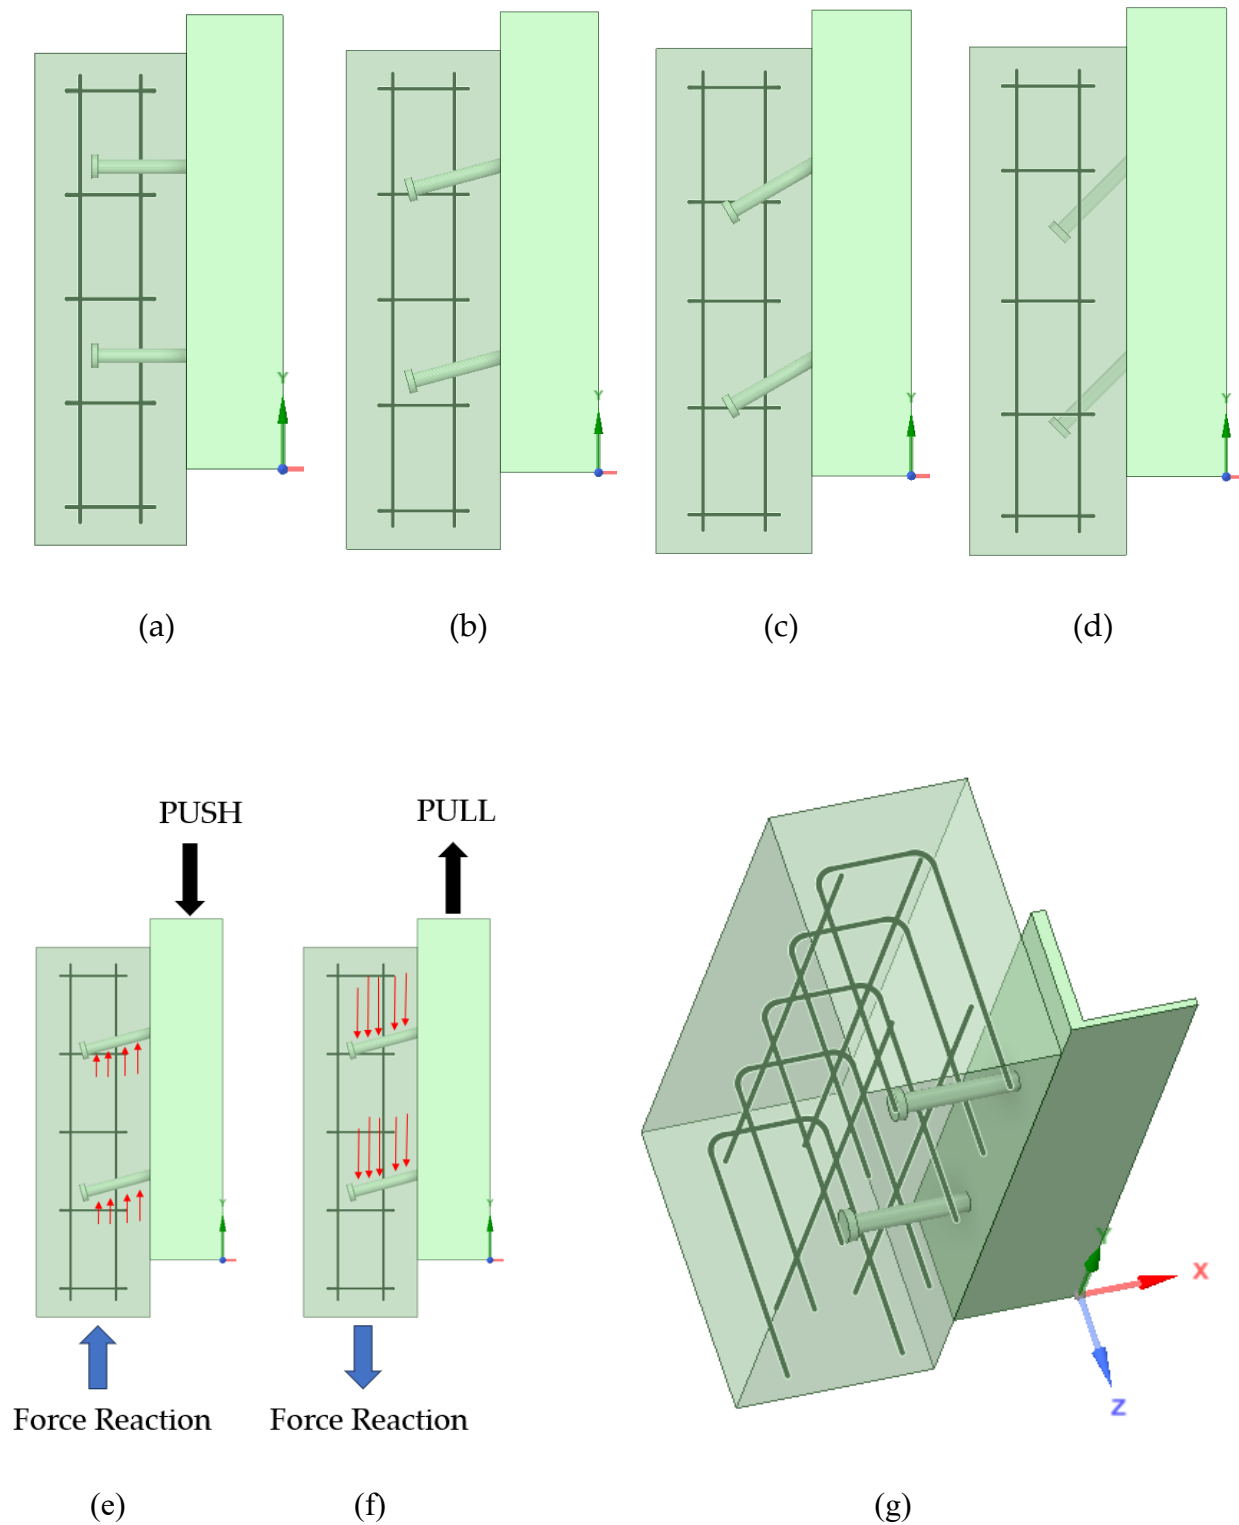 Y
Y
Y
Y
(a)
(b)
(c)
(d)
PUSH
PULL
Y
Y
Y
X
Z
Force Reaction
Force Reaction
(e)
(f)
(g)